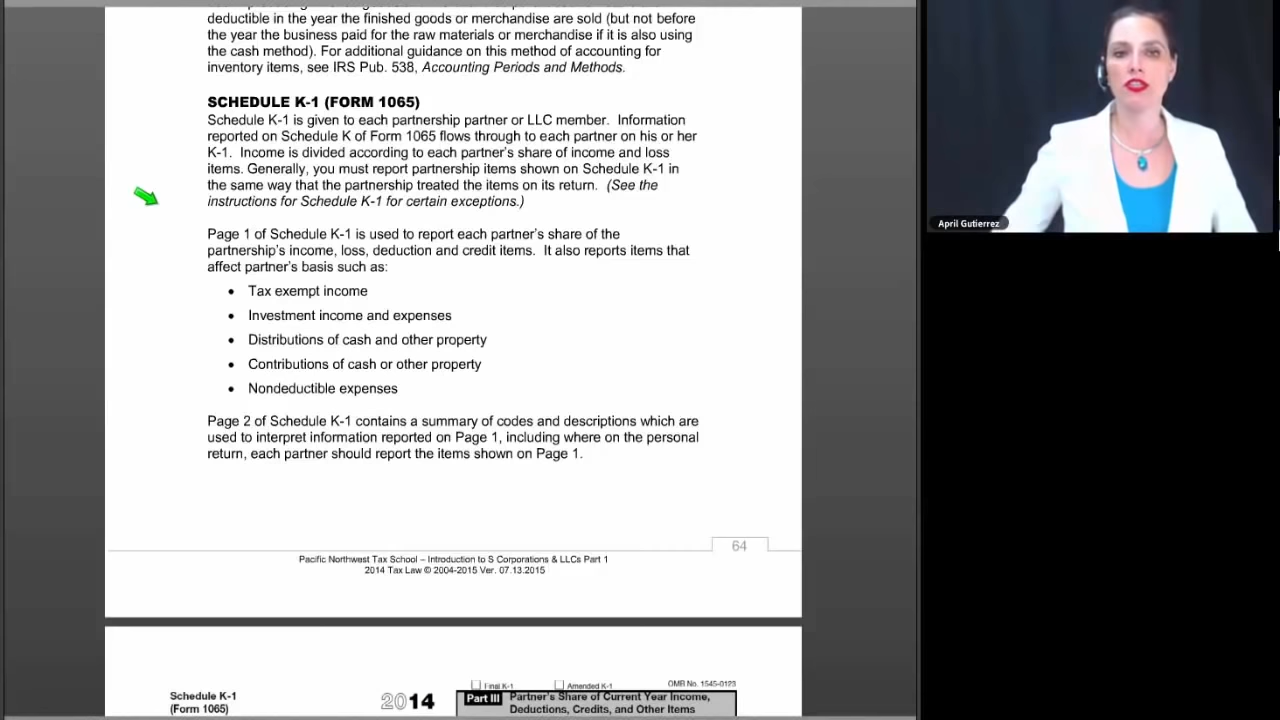 deductible in the year the finished goods or merchandise are sold (but not before
the year the business paid for the raw materials or merchandise if it is also using
the cash method). For additional guidance on this method of accounting for
inventory items, see IRS Pub. 538, Accounting Periods and Methods.
SCHEDULE K-1 (FORM 1065)
Schedule K-1 is given to each partnership partner or LLC member. Information
reported on Schedule K of Form 1065 flows through to each partner on his or her
K-1. Income is divided according to each partner's share of income and loss
items. Generally, you must report partnership items shown on Schedule K-1 in
the same way that the partnership treated the items on its return. (See the
instructions for Schedule K-1 for certain exceptions.)
Page 1 of Schedule K-1 is used to report each partner's share of the
partnership's income, loss, deduction and credit items. It also reports items that
affect partner's basis such as:
• Tax exempt income
• Investment income and expenses
• Distributions of cash and other property
• Contributions of cash or other property
• Nondeductible expenses
Page 2 of Schedule K-1 contains a summary of codes and descriptions which are
used to interpret information reported on Page 1, including where on the personal
return, each partner should report the items shown on Page 1.
64
Pacific Northwest Tax School – Introduction to S Corporations & LLCs Part 1
2014 Tax Law © 2004-2015 Ver. 07.13.2015
Final K-1 Amended K-1 OMB No. 1545-0123
Schedule K-1
(Form 1065)
2014
Part III Partner's Share of Current Year Income,
Deductions, Credits, and Other Items
April Gutierrez